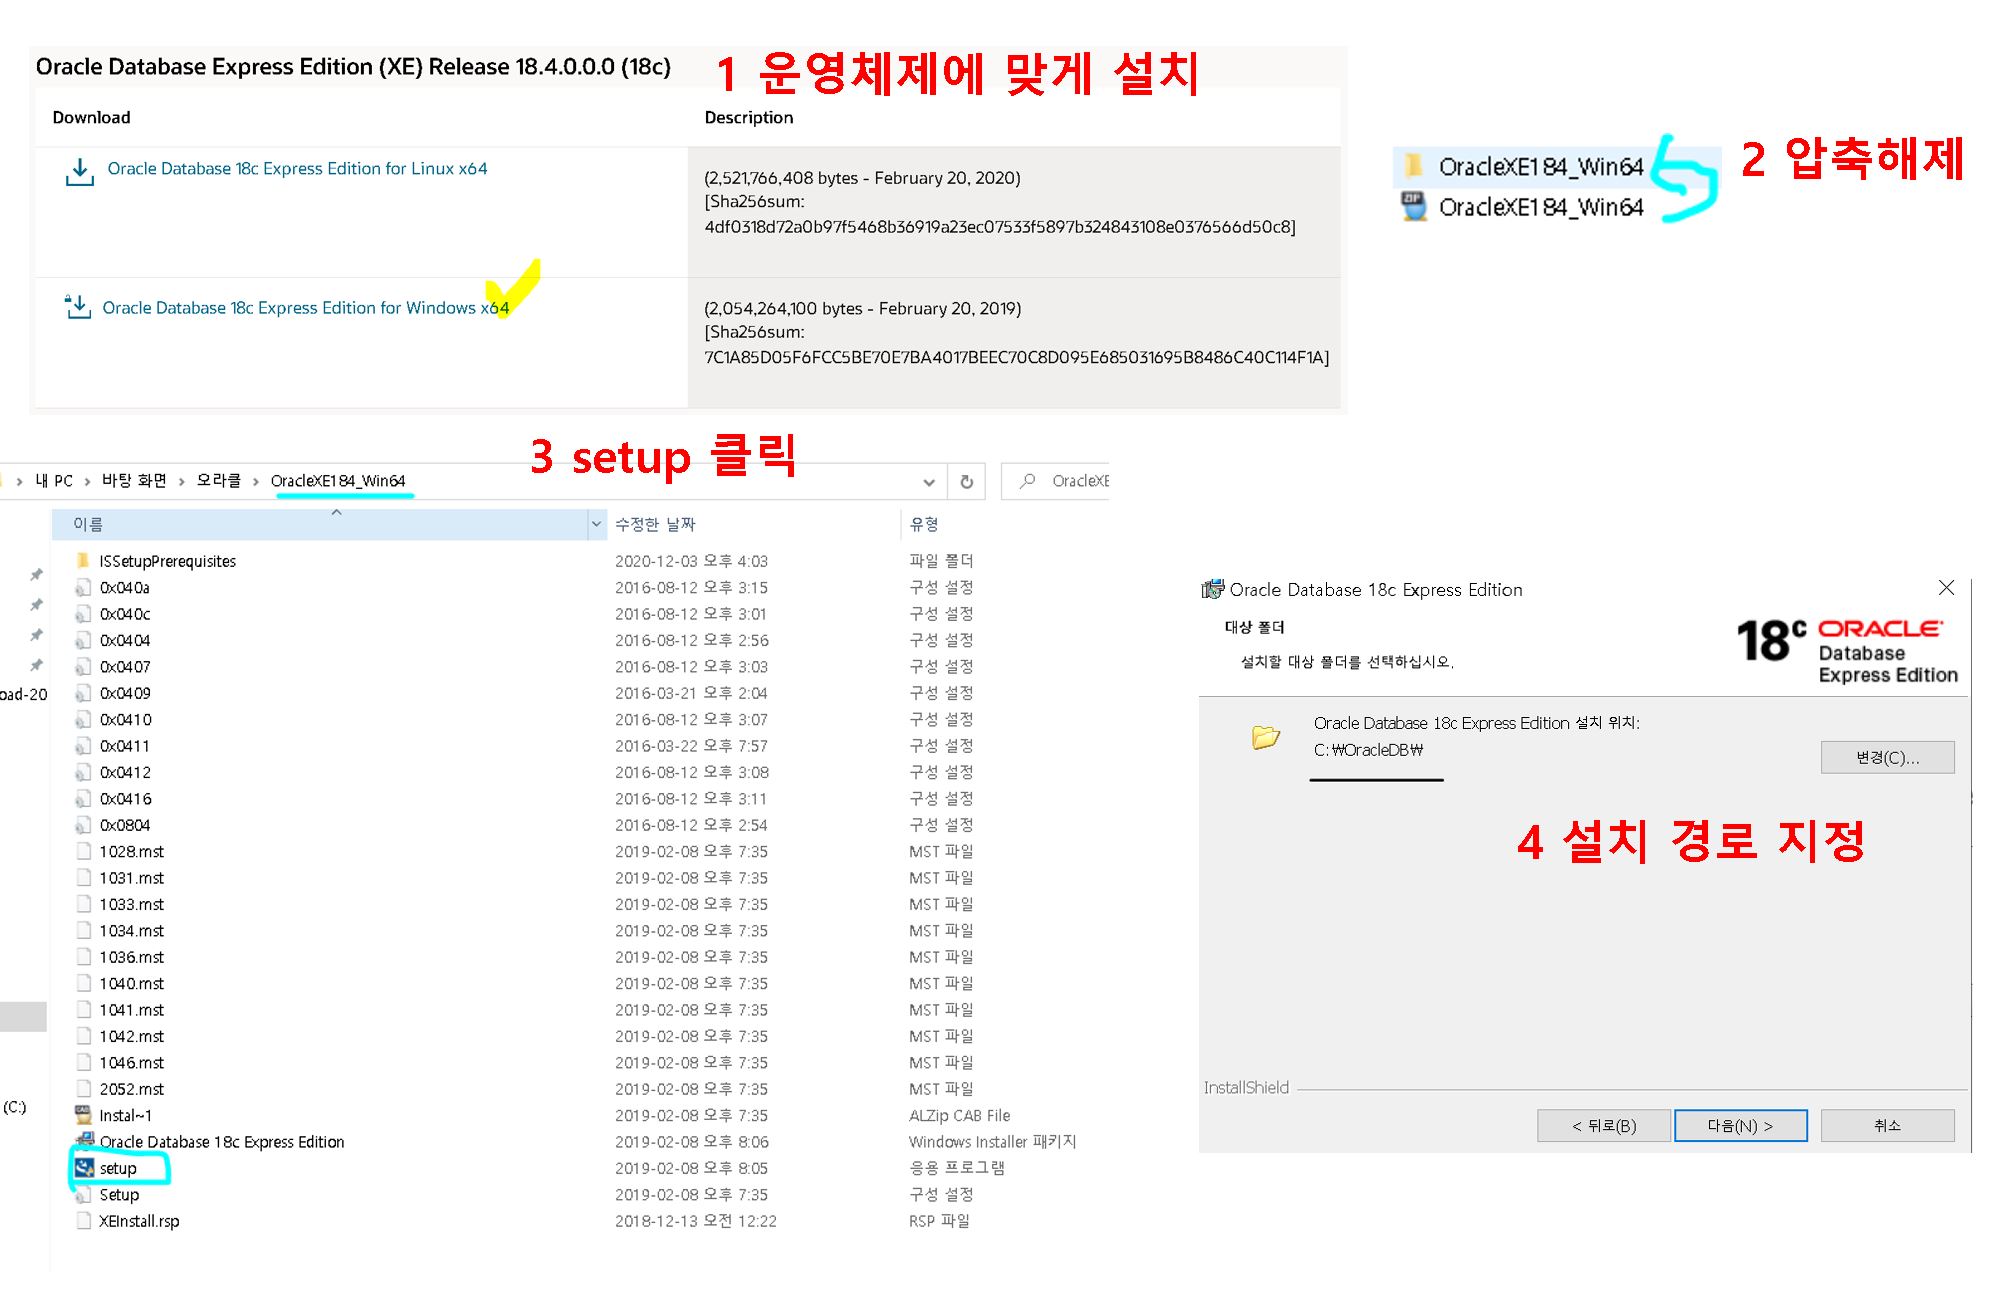 Oracle Database Express Edition (XE) Release 18.4.0.0.0 (18c)
1 운영체제에 맞게 설치
Download Description
Oracle Database 18c Express Edition for Linux x64
(2,521,766,408 bytes - February 20, 2020)
[Sha256sum:
4df0318d72a0b97f5468b36919a23ec07533f5897b324843108e0376566d50c8]
Oracle Database 18c Express Edition for Windows x64
(2,054,264,100 bytes - February 20, 2019)
[Sha256sum:
7C1A85D05F6FCC5BE70E7BA4017BEEC70C8D095E685031695B8486C40C114F1A]
2 압축해제
OracleXE184_Win64
ZIP OracleXE184_Win64
3 setup 클릭
› 내 PC › 바탕 화면 › 오라클 › OracleXE184_Win64
OracleXE
이름 수정한 날짜 유형
ISSetupPrerequisites 2020-12-03 오후 4:03 파일 폴더
0x040a 2016-08-12 오후 3:15 구성 설정
0x040c 2016-08-12 오후 3:01 구성 설정
0x0404 2016-08-12 오후 2:56 구성 설정
0x0407 2016-08-12 오후 3:03 구성 설정
0x0409 2016-03-21 오후 2:04 구성 설정
0x0410 2016-08-12 오후 3:07 구성 설정
0x0411 2016-03-22 오후 7:57 구성 설정
0x0412 2016-08-12 오후 3:08 구성 설정
0x0416 2016-08-12 오후 3:11 구성 설정
0x0804 2016-08-12 오후 2:54 구성 설정
1028.mst 2019-02-08 오후 7:35 MST 파일
1031.mst 2019-02-08 오후 7:35 MST 파일
1033.mst 2019-02-08 오후 7:35 MST 파일
1034.mst 2019-02-08 오후 7:35 MST 파일
1036.mst 2019-02-08 오후 7:35 MST 파일
1040.mst 2019-02-08 오후 7:35 MST 파일
1041.mst 2019-02-08 오후 7:35 MST 파일
1042.mst 2019-02-08 오후 7:35 MST 파일
1046.mst 2019-02-08 오후 7:35 MST 파일
2052.mst 2019-02-08 오후 7:35 MST 파일
Instal~1 2019-02-08 오후 7:35 ALZip CAB File
Oracle Database 18c Express Edition 2019-02-08 오후 8:06 Windows Installer 패키지
setup 2019-02-08 오후 8:05 응용 프로그램
Setup 2019-02-08 오후 7:35 구성 설정
XEInstall.rsp 2018-12-13 오전 12:22 RSP 파일
oad-20
(C:)
Oracle Database 18c Express Edition
대상 폴더
설치할 대상 폴더를 선택하십시오.
18c ORACLE
Database
Express Edition
Oracle Database 18c Express Edition 설치 위치:
C:₩OracleDB₩
변경(C)...
4 설치 경로 지정
InstallShield
< 뒤로(B) 다음(N) > 취소